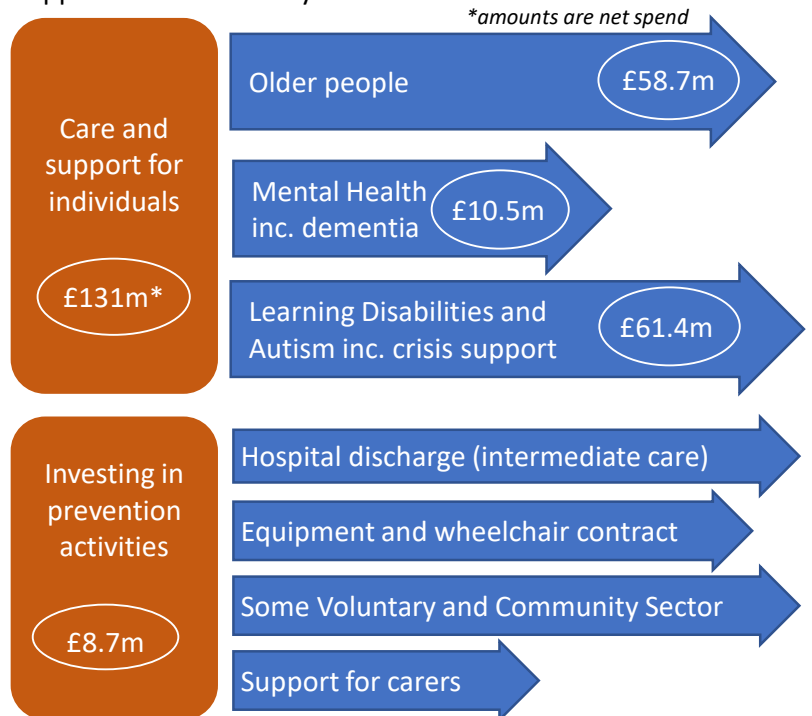 *amounts are net spend
Care and
support for
individuals
£131m*
Older people
£58.7m
Mental Health
inc. dementia
£10.5m
Learning Disabilities and
Autism inc. crisis support
£61.4m
Investing in
prevention
activities
£8.7m
Hospital discharge (intermediate care)
Equipment and wheelchair contract
Some Voluntary and Community Sector
Support for carers